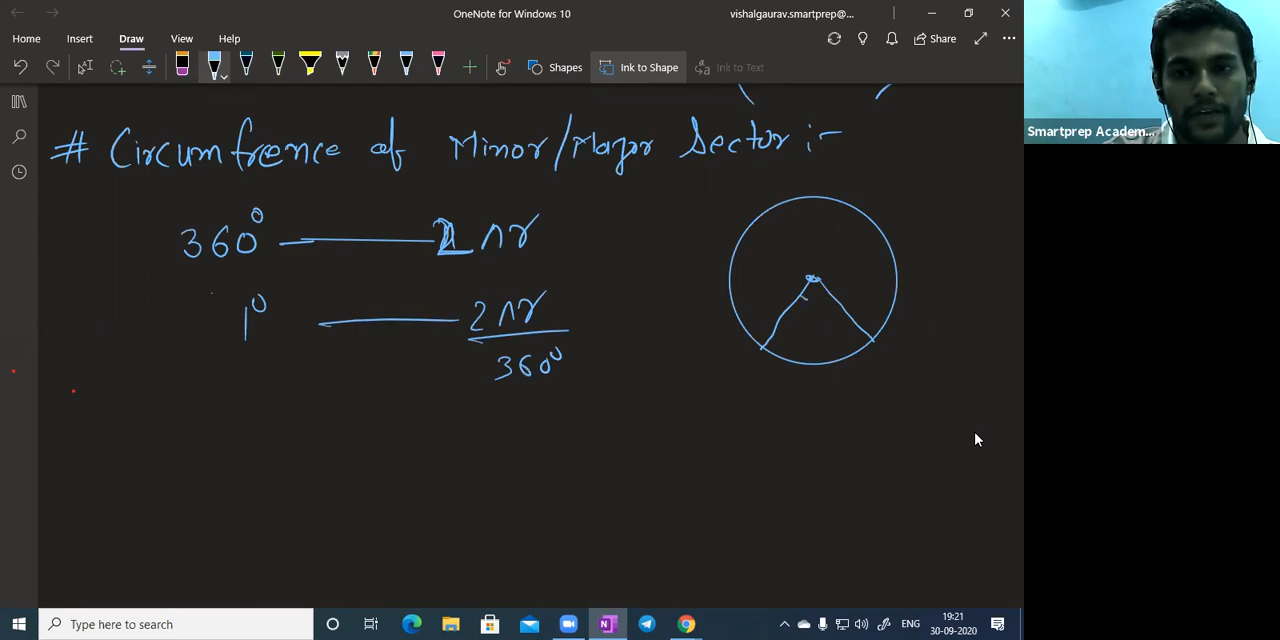 OneNote for Windows 10
vishalgaurav.smartprep@...
Home Insert Draw View Help
Share
Shapes
Ink to Shape
Ink to Text
Smartprep Academ...
# Circumfrence of Minor/Major Sector :-
360° — 2πr
1° — 2πr
360°
Type here to search
ENG
19:21
30-09-2020